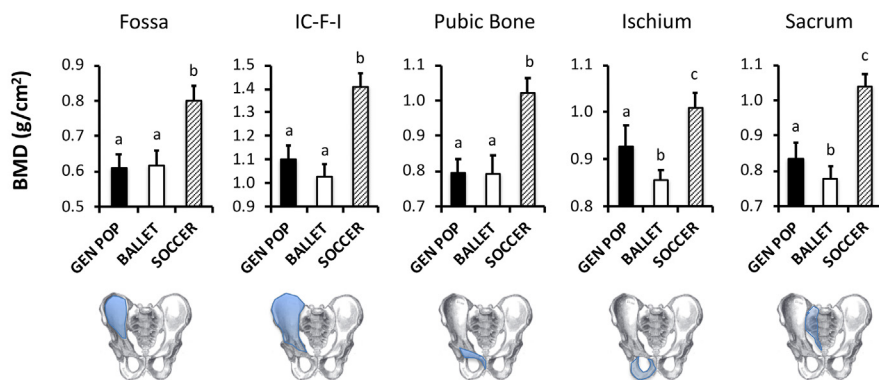 Fossa IC-F-I Pubic Bone Ischium Sacrum
BMD (g/cm²)
0.9
0.8
0.7
0.6
0.5
a
a
b
GEN POP
BALLET
SOCCER
1.5
1.4
1.3
1.2
1.1
1.0
0.9
a
a
b
GEN POP
BALLET
SOCCER
1.1
1.0
0.9
0.8
0.7
a
a
b
GEN POP
BALLET
SOCCER
1.1
1.0
0.9
0.8
a
b
c
GEN POP
BALLET
SOCCER
1.1
1.0
0.9
0.8
0.7
a
b
c
GEN POP
BALLET
SOCCER